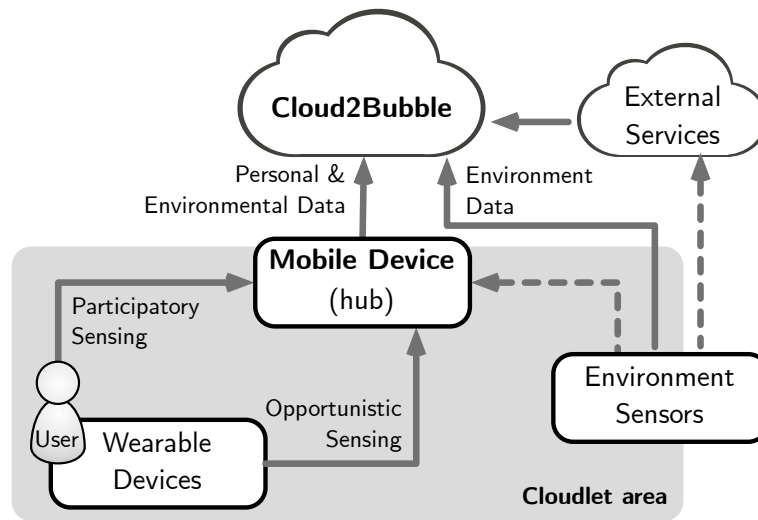 Cloud2Bubble
External
Services
Personal &
Environmental Data
Environment
Data
Mobile Device
(hub)
Participatory
Sensing
Environment
Sensors
Opportunistic
Sensing
User
Wearable
Devices
Cloudlet area